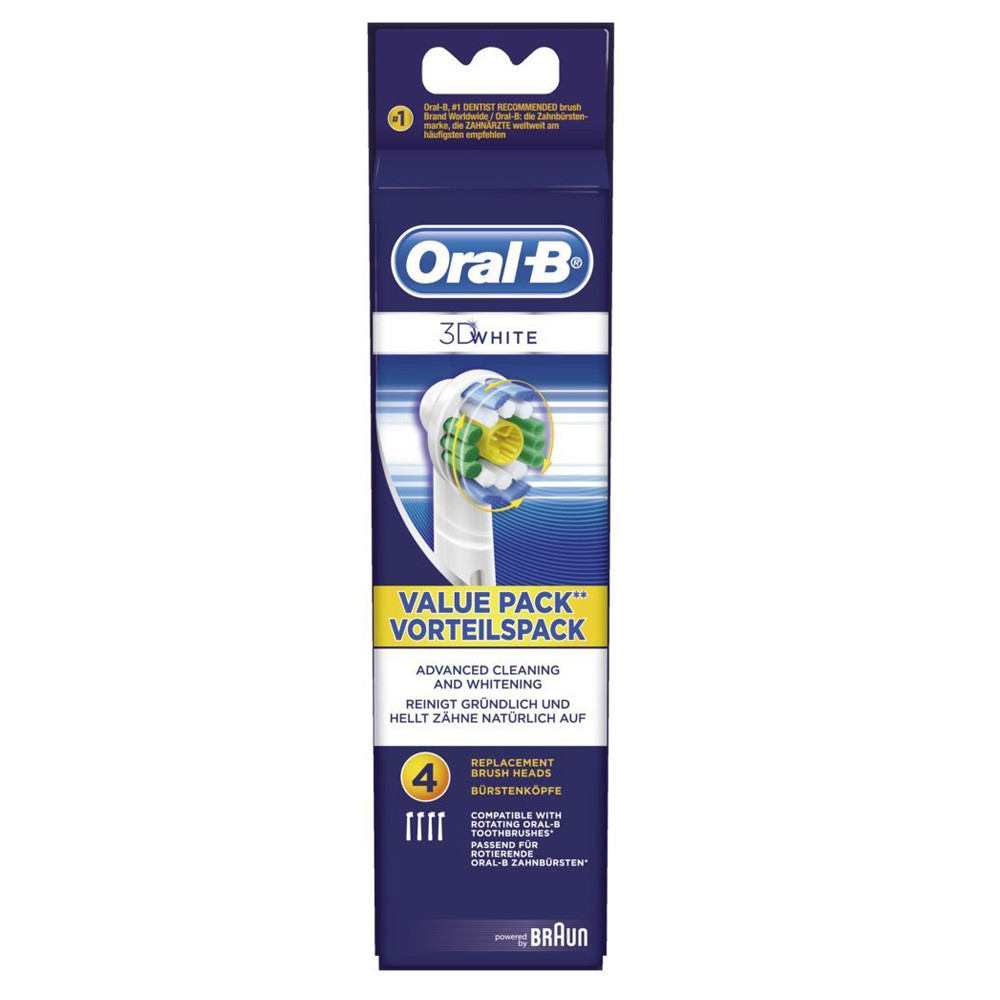 #1
Oral-B, #1 DENTIST RECOMMENDED brush
Brand Worldwide / Oral-B: die Zahnbürsten-
marke, die ZAHNÄRZTE weltweit am
häufigsten empfehlen
Oral-B®
3DWHITE
VALUE PACK**
VORTEILSPACK
ADVANCED CLEANING
AND WHITENING
REINIGT GRÜNDLICH UND
HELLT ZÄHNE NATÜRLICH AUF
4
REPLACEMENT
BRUSH HEADS
BÜRSTENKÖPFE
COMPATIBLE WITH
ROTATING ORAL-B
TOOTHBRUSHES*
PASSEND FÜR
ROTIERENDE
ORAL-B ZAHNBÜRSTEN*
powered by BRAUN